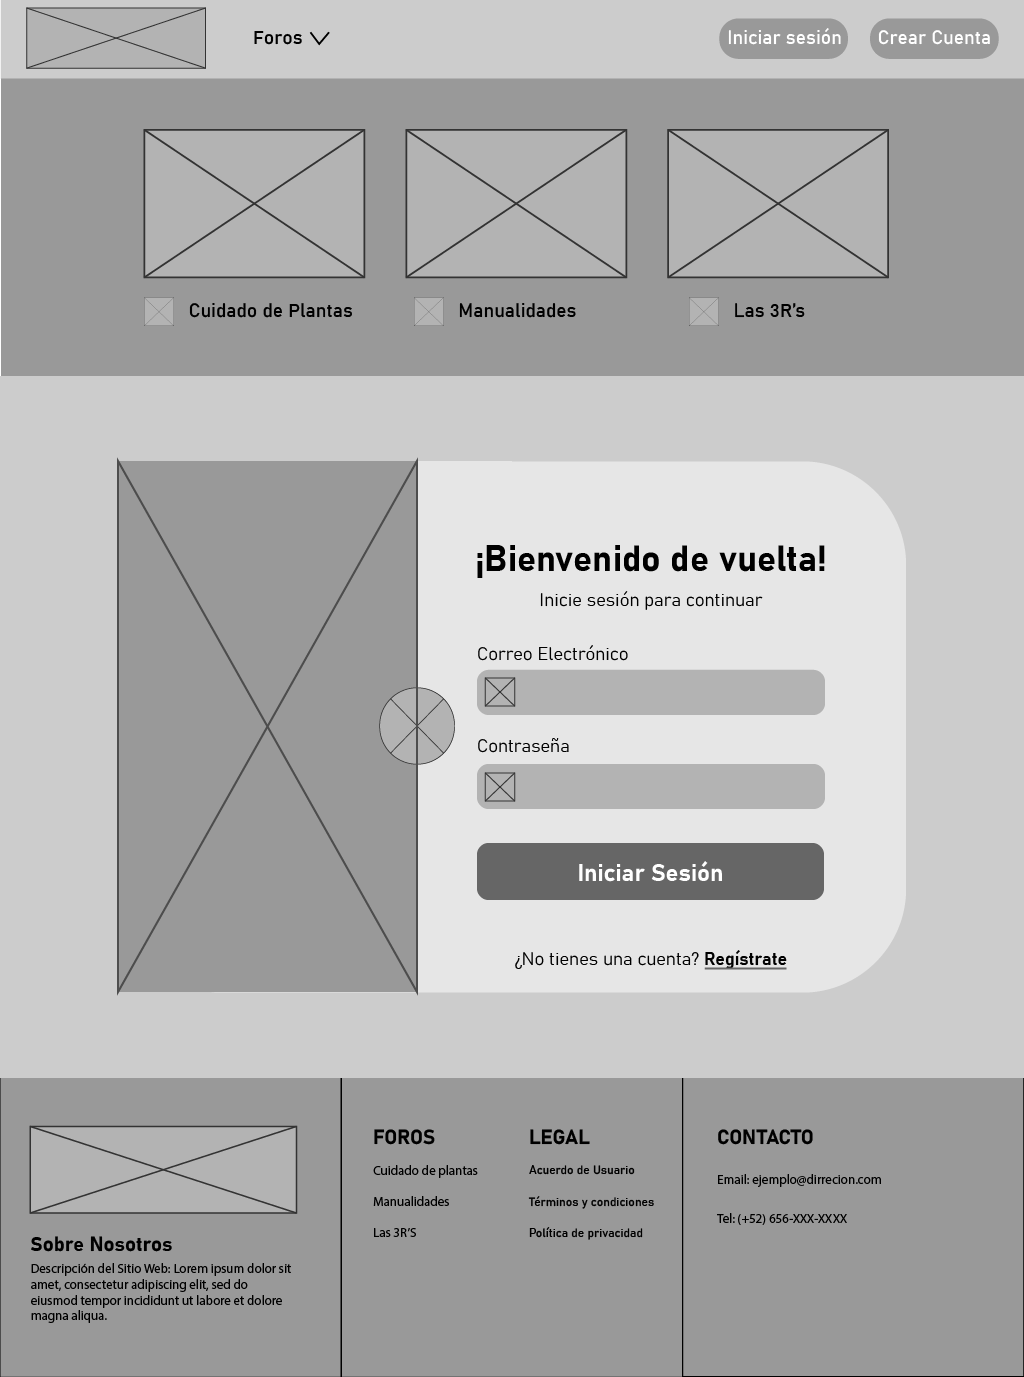 Foros
Iniciar sesión
Crear Cuenta
Cuidado de Plantas
Manualidades
Las 3R's
¡Bienvenido de vuelta!
Inicie sesión para continuar
Correo Electrónico
Contraseña
Iniciar Sesión
¿No tienes una cuenta? Regístrate
Sobre Nosotros
Descripción del Sitio Web: Lorem ipsum dolor sit
amet, consectetur adipiscing elit, sed do
eiusmod tempor incididunt ut labore et dolore
magna aliqua.
FOROS
Cuidado de plantas
Manualidades
Las 3R'S
LEGAL
Acuerdo de Usuario
Términos y condiciones
Política de privacidad
CONTACTO
Email: ejemplo@dirrecion.com
Tel: (+52) 656-XXX-XXXX